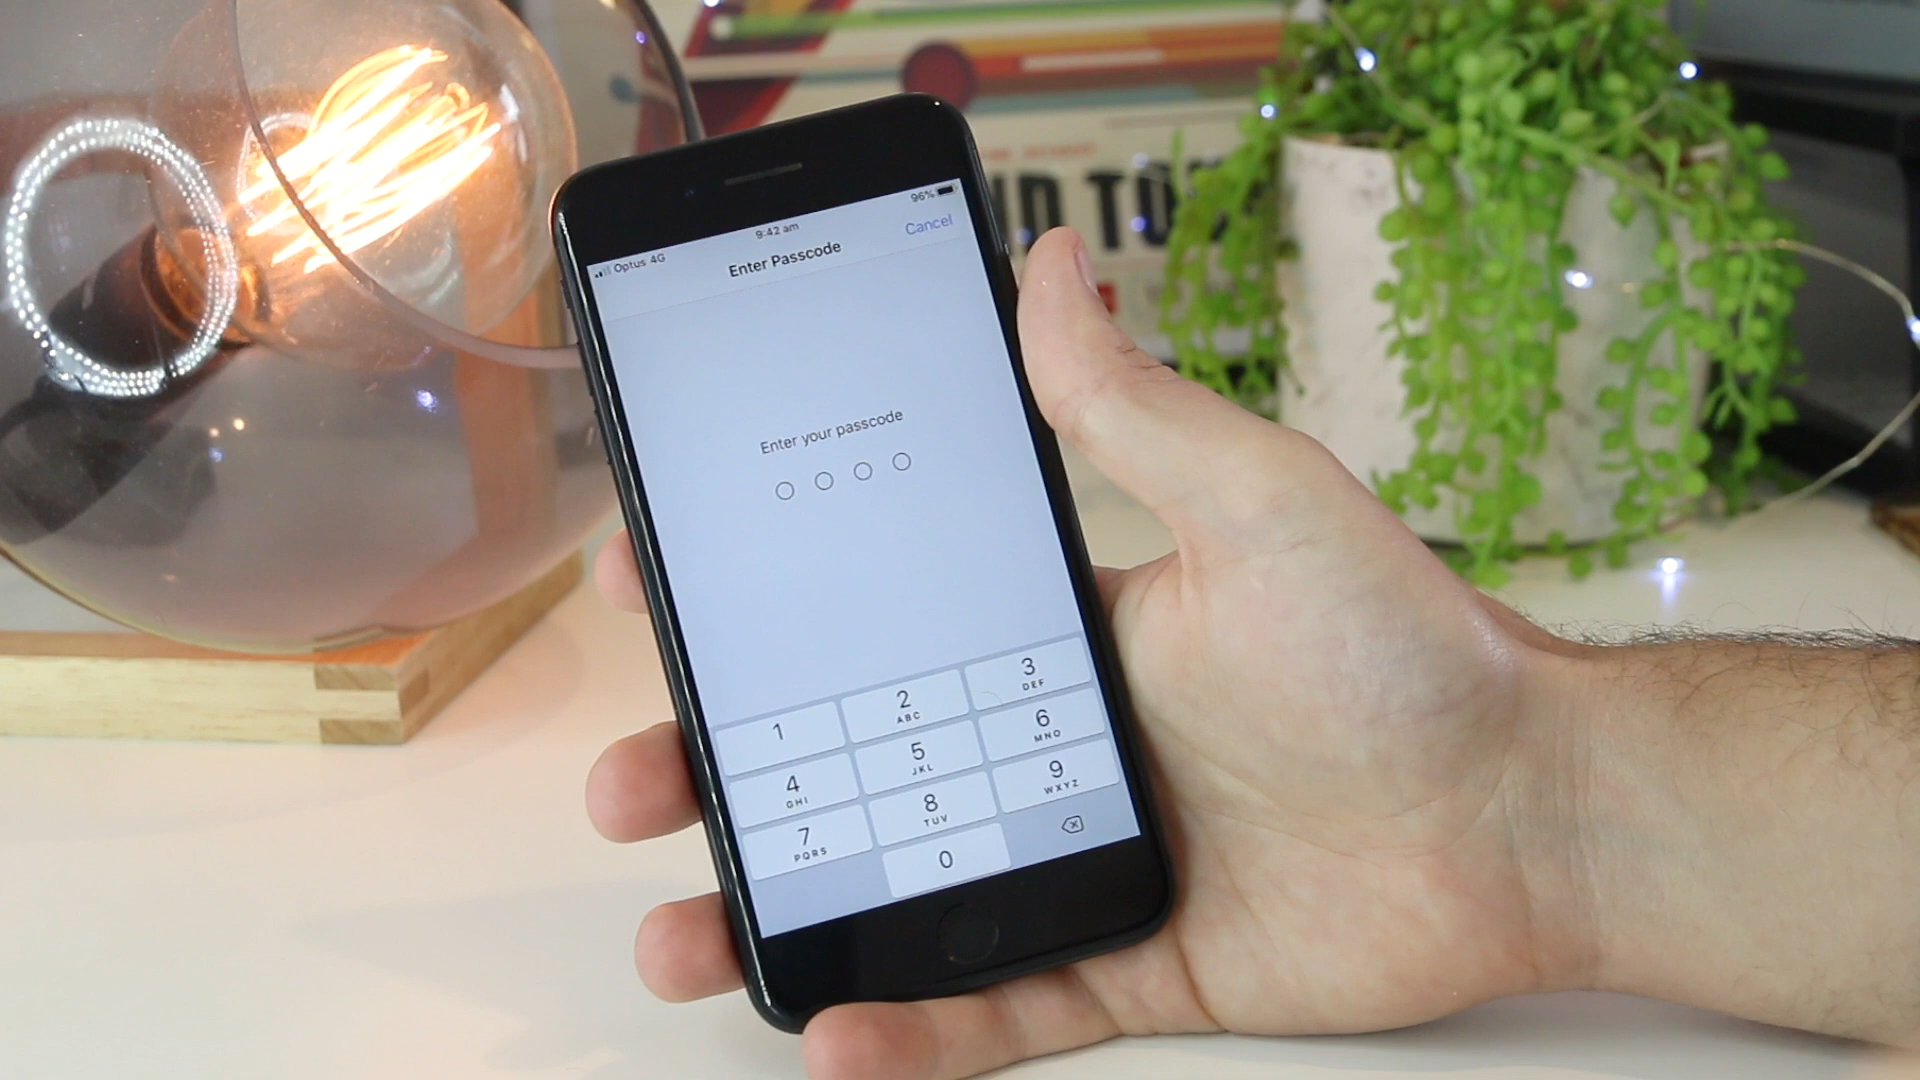 96%
9:42 am
Optus 4G
Cancel
Enter Passcode
Enter your passcode
1
2
ABC
3
DEF
4
GHI
5
JKL
6
MNO
7
PQRS
8
TUV
9
WXYZ
0